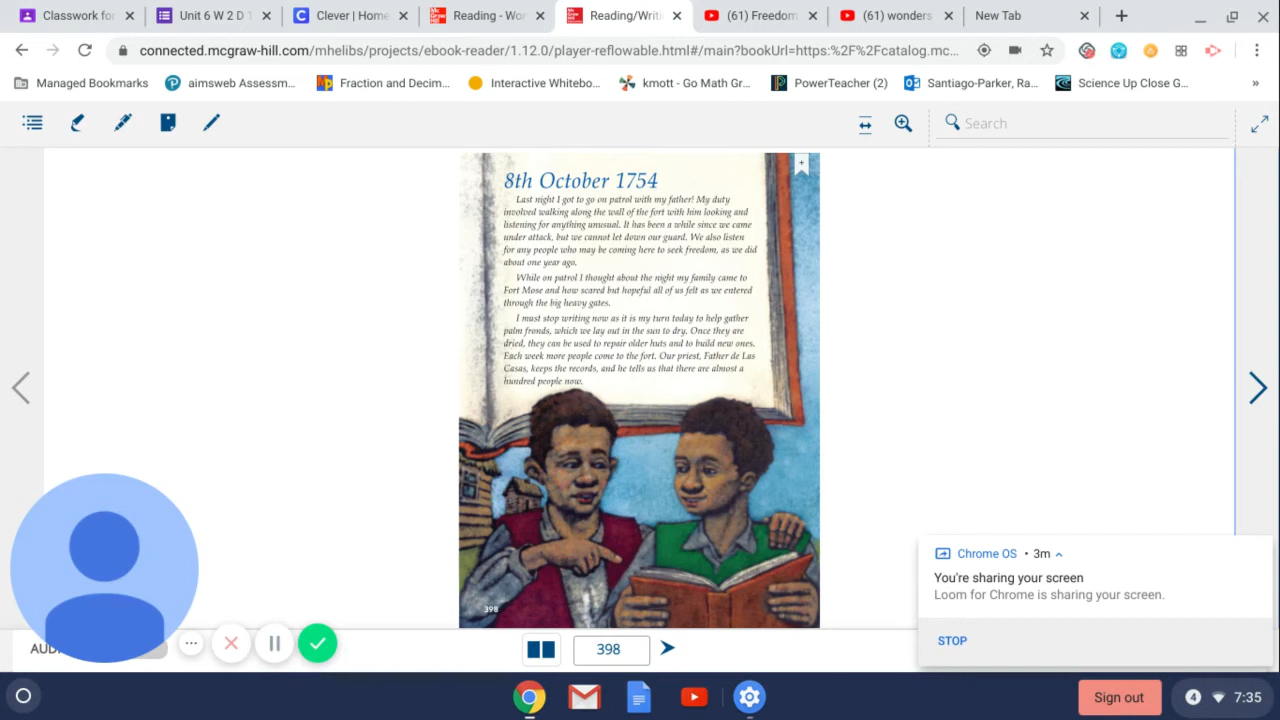 Unit 6 W 2 D 1
Classwork for
Clever | Home
Reading - Wor
Reading/Writi
(61) Freedom
(61) wonders
New Tab
connected.mcgraw-hill.com/mhelibs/projects/ebook-reader/1.12.0/player-reflowable.html#/main?bookUrl=https:%2F%2Fcatalog.mc...
Managed Bookmarks
aimsweb Assessm...
Fraction and Decim...
Interactive Whitebo...
kmott - Go Math Gr...
PowerTeacher (2)
Santiago-Parker, Ra...
Science Up Close G...
»
Search
8th October 1754
Last night I got to go on patrol with my father! My duty
involved walking along the wall of the fort with him looking and
listening for anything unusual. It has been a while since we came
under attack, but we cannot let down our guard. We also listen
for any people who may be coming here to seek freedom, as we did
about one year ago.
While on patrol I thought about the night my family came to
Fort Mose and how scared but hopeful all of us felt as we entered
through the big heavy gates.
I must stop writing now as it is my turn today to help gather
palm fronds, which we lay out in the sun to dry. Once they are
dried, they can be used to repair older huts and to build new ones.
Each week more people come to the fort. Our priest, Father de Las
Casas, keeps the records, and he tells us that there are almost a
hundred people now.
398
Chrome OS • 3m
You're sharing your screen
Loom for Chrome is sharing your screen.
STOP
398
Sign out
4
7:35